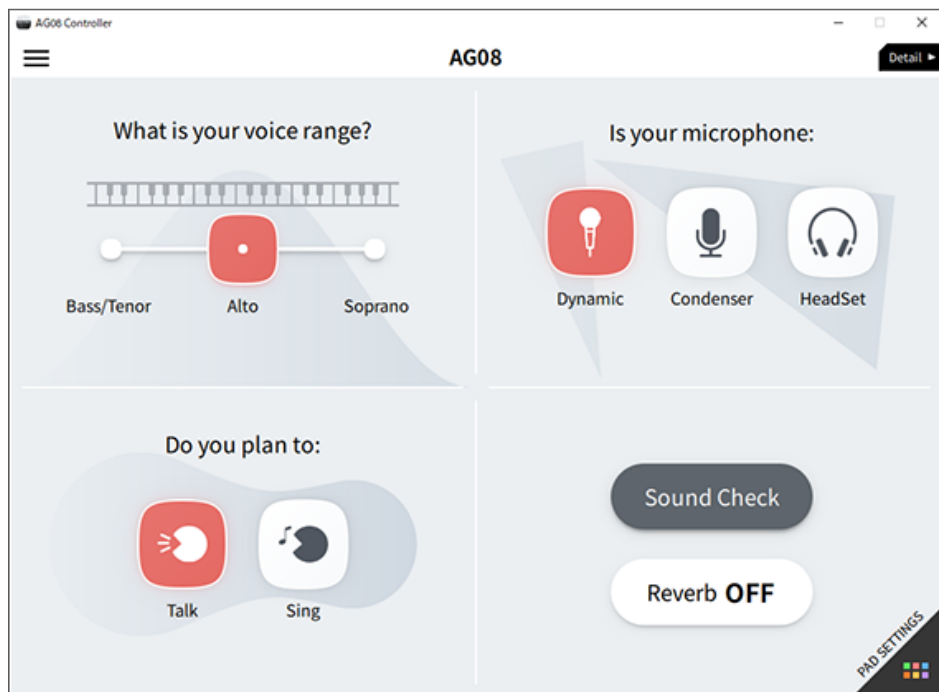 AG08 Controller
AG08
Detail ▶
What is your voice range?
Is your microphone:
Bass/Tenor
Alto
Soprano
Dynamic
Condenser
HeadSet
Do you plan to:
Talk
Sing
Sound Check
Reverb OFF
PAD SETTINGS